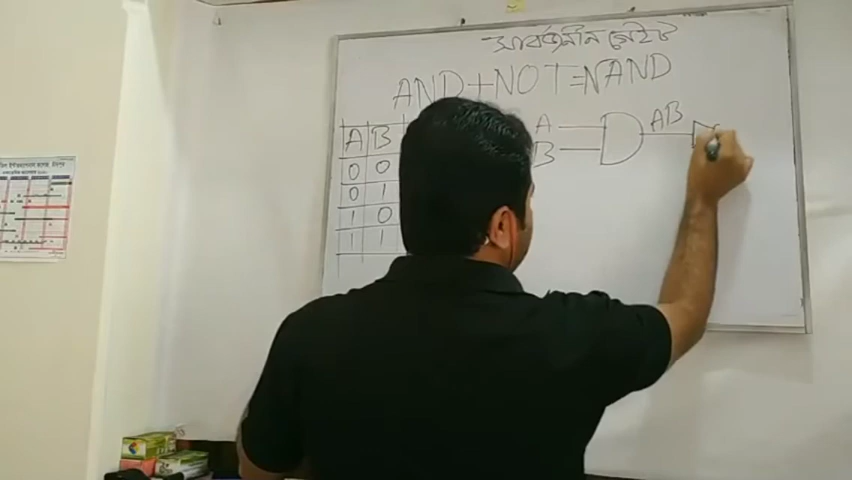 সার্বজনীন গেইট
AND+NOT=NAND
A B
A AB
B
0 0
0 1
1 0
1 1